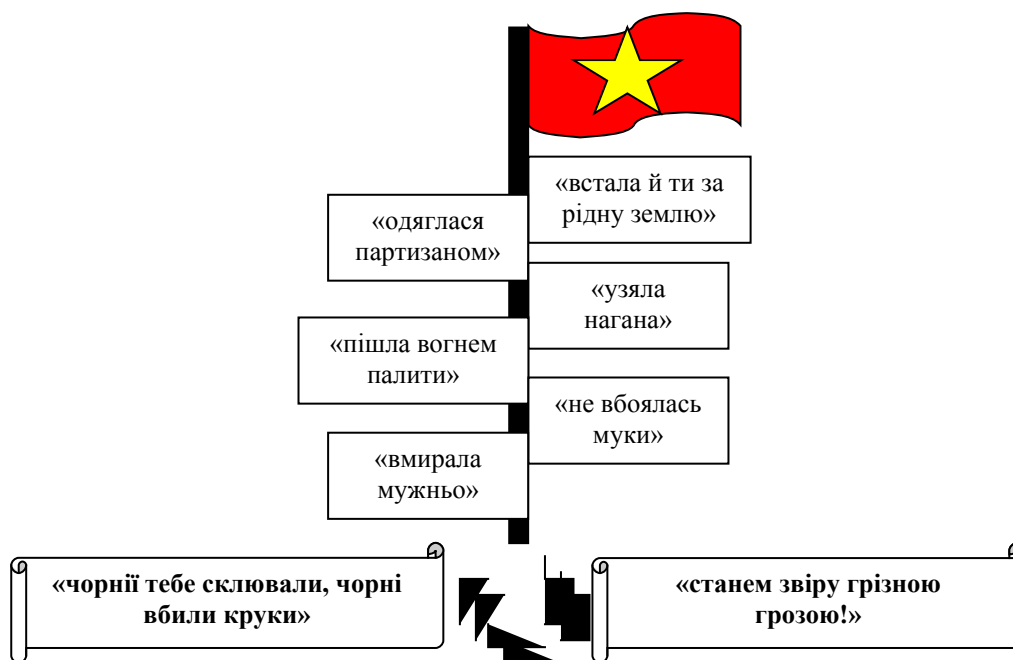 «встала й ти за
рідну землю»
«одяглася
партизаном»
«узяла
нагана»
«пішла вогнем
палити»
«не вбоялась
муки»
«вмирала
мужньо»
«чорнії тебе склювали, чорні
вбили круки»
«станем звіру грізною
грозою!»